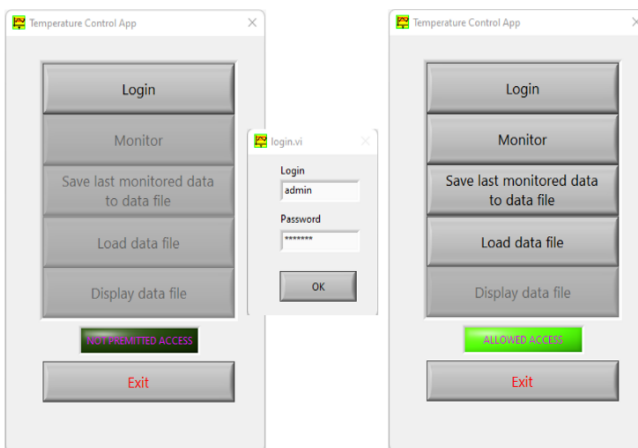 Temperature Control App
Login
Monitor
Save last monitored data
to data file
Load data file
Display data file
NOT PREMITTED ACCESS
Exit
login.vi
Login
admin
Password
*******
OK
Temperature Control App
Login
Monitor
Save last monitored data
to data file
Load data file
Display data file
ALLOWED ACCESS
Exit